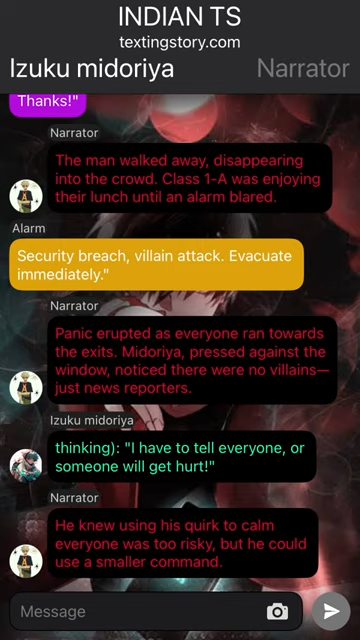 INDIAN TS
textingstory.com
Izuku midoriya
Narrator
Thanks!"
Narrator
The man walked away, disappearing
into the crowd. Class 1-A was enjoying
their lunch until an alarm blared.
Alarm
Security breach, villain attack. Evacuate
immediately."
Narrator
Panic erupted as everyone ran towards
the exits. Midoriya, pressed against the
window, noticed there were no villains—
just news reporters.
Izuku midoriya
thinking): "I have to tell everyone, or
someone will get hurt!"
Narrator
He knew using his quirk to calm
everyone was too risky, but he could
use a smaller command.
Message